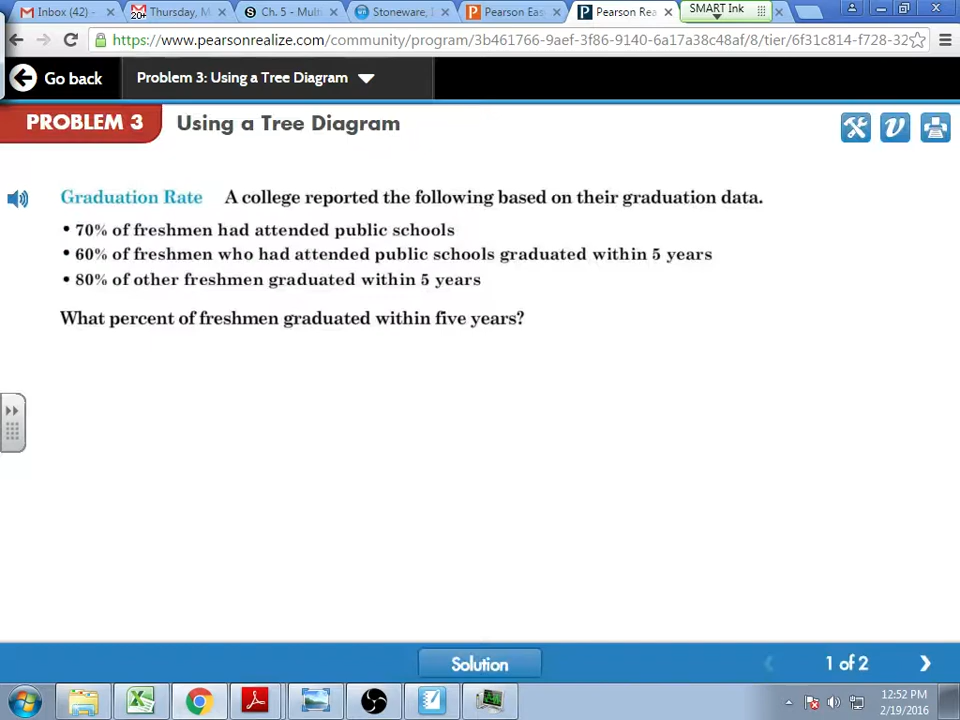 Inbox (42) -
20+ Thursday, M
Ch. 5 - Mult
Stoneware, I
Pearson Eas
Pearson Rea
SMART Ink
https://www.pearsonrealize.com/community/program/3b461766-9aef-3f86-9140-6a17a38c48af/8/tier/6f31c814-f728-32
Go back
Problem 3: Using a Tree Diagram
PROBLEM 3
Using a Tree Diagram
Graduation Rate A college reported the following based on their graduation data.
• 70% of freshmen had attended public schools
• 60% of freshmen who had attended public schools graduated within 5 years
• 80% of other freshmen graduated within 5 years
What percent of freshmen graduated within five years?
Solution
1 of 2
12:52 PM
2/19/2016